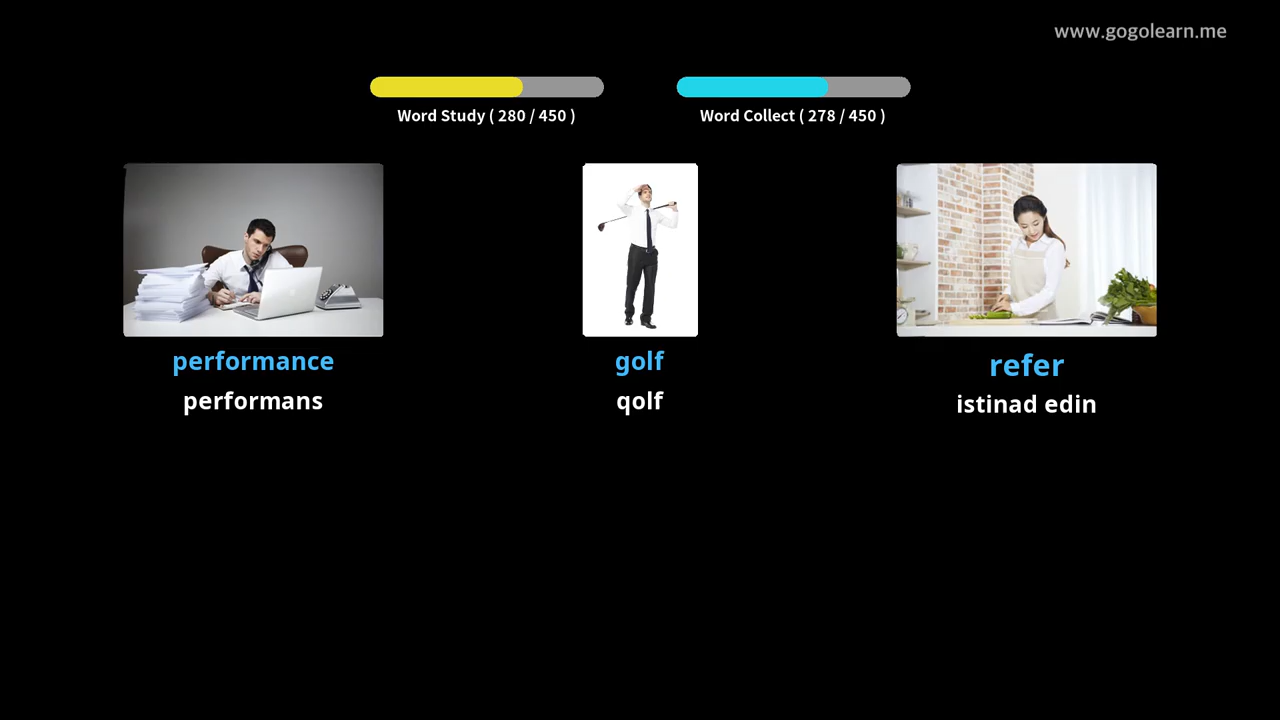 www.gogolearn.me
Word Study ( 280 / 450 )
Word Collect ( 278 / 450 )
performance
performans
golf
qolf
refer
istinad edin